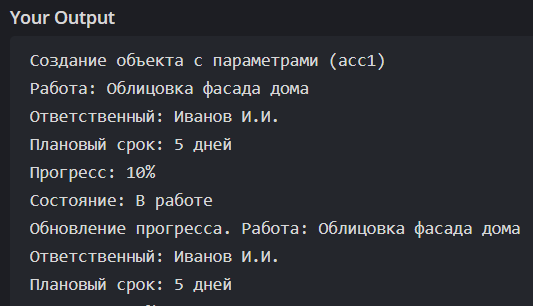 Your Output
Создание объекта с параметрами (acc1)
Работа: Облицовка фасада дома
Ответственный: Иванов И.И.
Плановый срок: 5 дней
Прогресс: 10%
Состояние: В работе
Обновление прогресса. Работа: Облицовка фасада дома
Ответственный: Иванов И.И.
Плановый срок: 5 дней